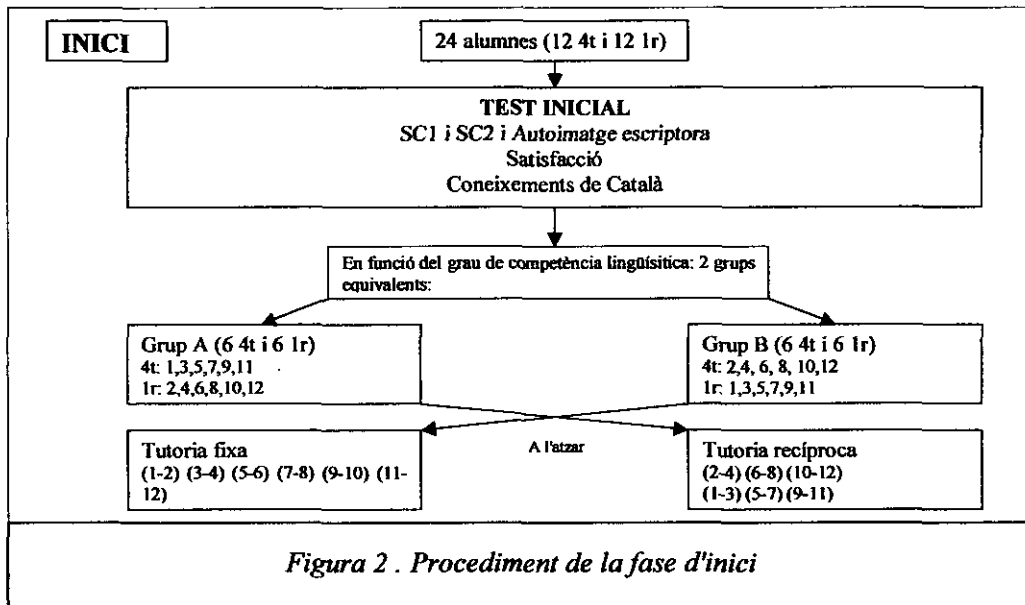 INICI
24 alumnes (12 4t i 12 1r)
TEST INICIAL
SC1 i SC2 i Autoimatge escriptora
Satisfacció
Coneixements de Català
En funció del grau de competència lingüísitica: 2 grups
equivalents:
Grup A (6 4t i 6 1r)
4t: 1,3,5,7,9,11
1r: 2,4,6,8,10,12
Grup B (6 4t i 6 1r)
4t: 2,4, 6, 8, 10,12
1r: 1,3,5,7,9,11
Tutoria fixa
(1-2) (3-4) (5-6) (7-8) (9-10) (11-
12)
A l'atzar
Tutoria recíproca
(2-4) (6-8) (10-12)
(1-3) (5-7) (9-11)
Figura 2 . Procediment de la fase d'inici